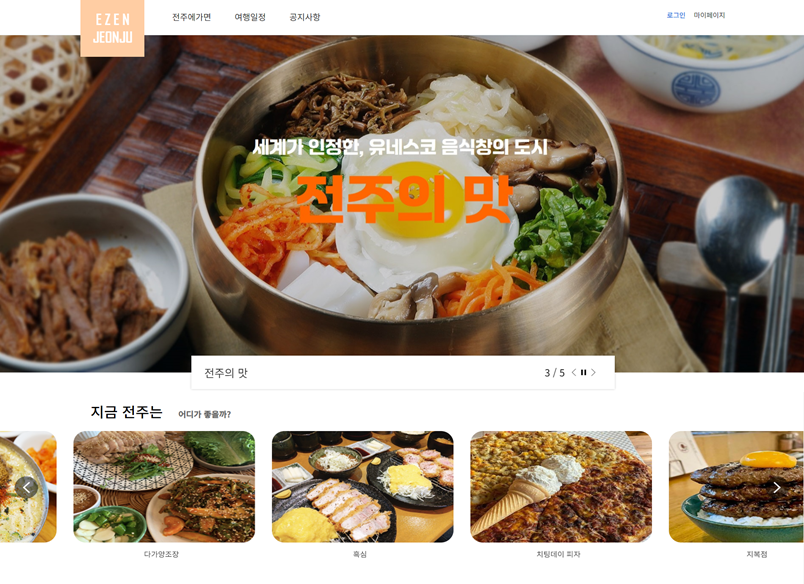 EZEN
JEONJU
전주에가면 여행일정 공지사항
로그인 마이페이지
세계가 인정한, 유네스코 음식창의 도시
전주의 맛
전주의 맛
3 / 5
지금 전주는 어디가 좋을까?
다가양조장
흑심
치팅데이 피자
지복점